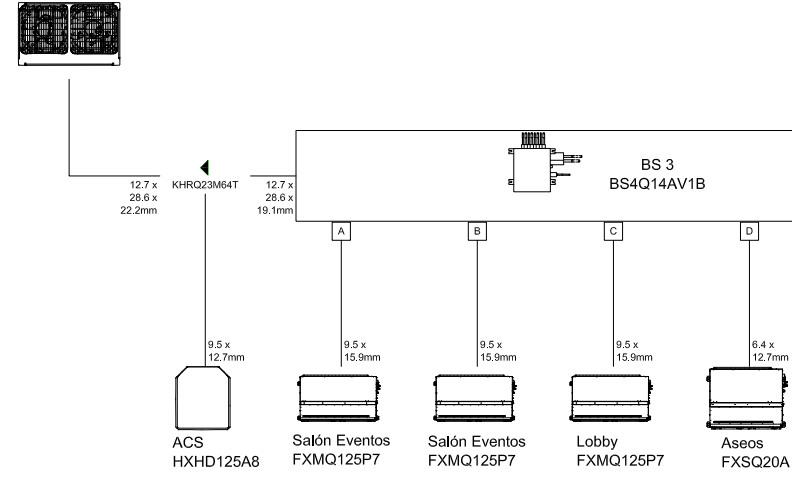 BS 3
BS4Q14AV1B
12.7 x
28.6 x
22.2mm
KHRQ23M64T
12.7 x
28.6 x
19.1mm
A
B
C
D
9.5 x
12.7mm
9.5 x
15.9mm
9.5 x
15.9mm
9.5 x
15.9mm
6.4 x
12.7mm
ACS
HXHD125A8
Salón Eventos
FXMQ125P7
Salón Eventos
FXMQ125P7
Lobby
FXMQ125P7
Aseos
FXSQ20A